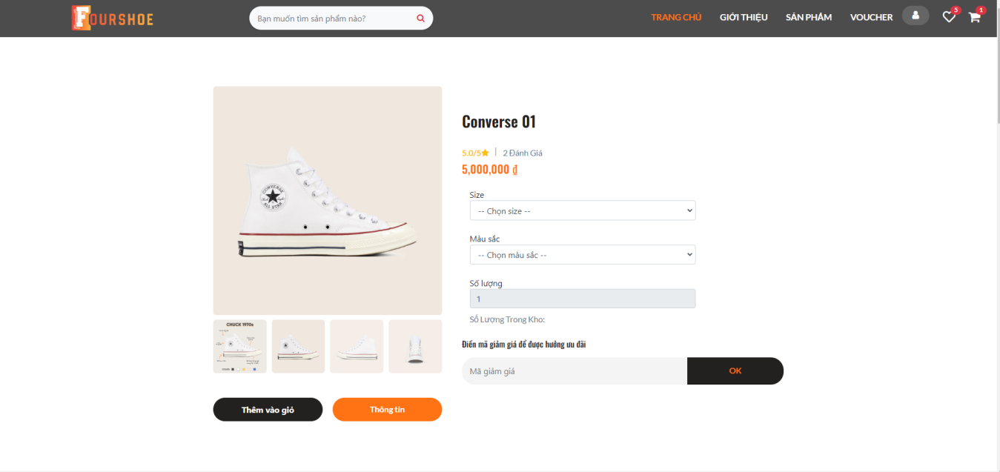 FOURSHOE
Bạn muốn tìm sản phẩm nào?
TRANG CHỦ
GIỚI THIỆU
SẢN PHẨM
VOUCHER
5
1
Converse 01
5.0/5
2 Đánh Giá
5,000,000 ₫
CONVERSE
ALL STAR
Size
-- Chọn size --
Màu sắc
-- Chọn màu sắc --
Số lượng
1
Số Lượng Trong Kho:
CHUCK 1970s
Điền mã giảm giá để được hưởng ưu đãi
Mã giảm giá
OK
Thêm vào giỏ
Thông tin